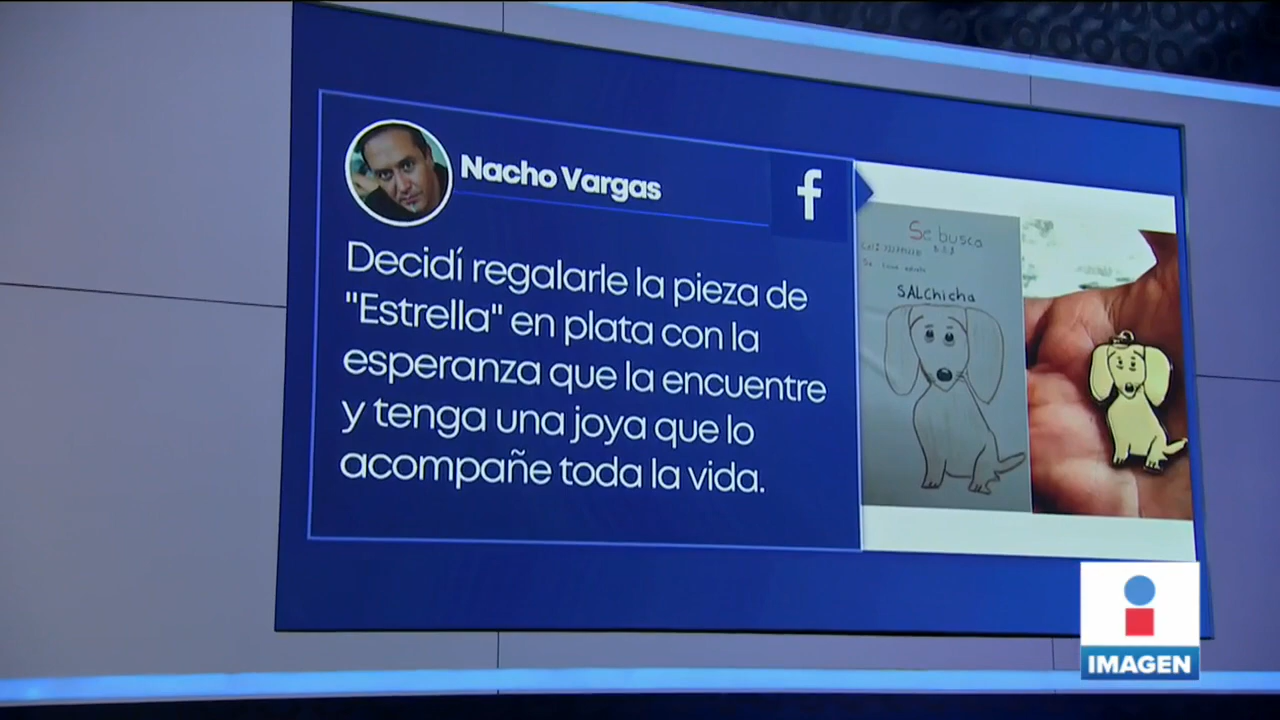 Nacho Vargas
f
Decidí regalarle la pieza de
"Estrella" en plata con la
esperanza que la encuentre
y tenga una joya que lo
acompañe toda la vida.
Se busca
SALChicha
IMAGEN